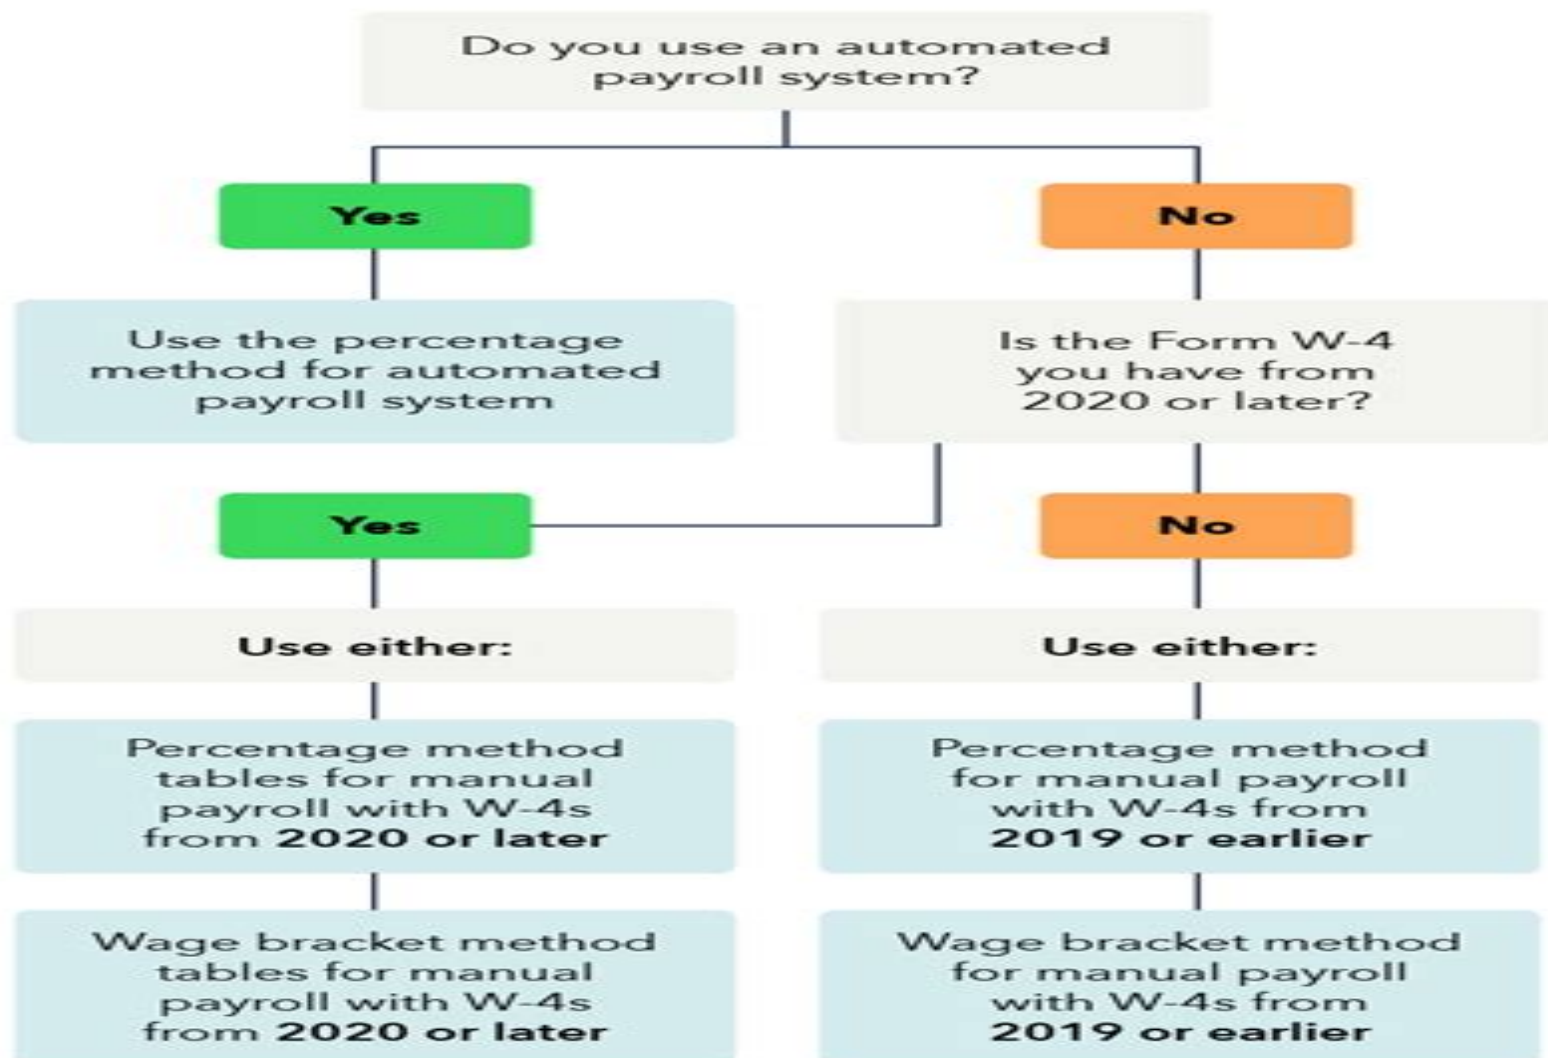 Do you use an automated
payroll system?
Yes
No
Use the percentage
method for automated
payroll system
Is the Form W-4
you have from
2020 or later?
Yes
No
Use either:
Percentage method
tables for manual
payroll with W-4s
from 2020 or later
Wage bracket method
tables for manual
payroll with W-4s
from 2020 or later
Use either:
Percentage method
for manual payroll
with W-4s from
2019 or earlier
Wage bracket method
for manual payroll
with W-4s from
2019 or earlier